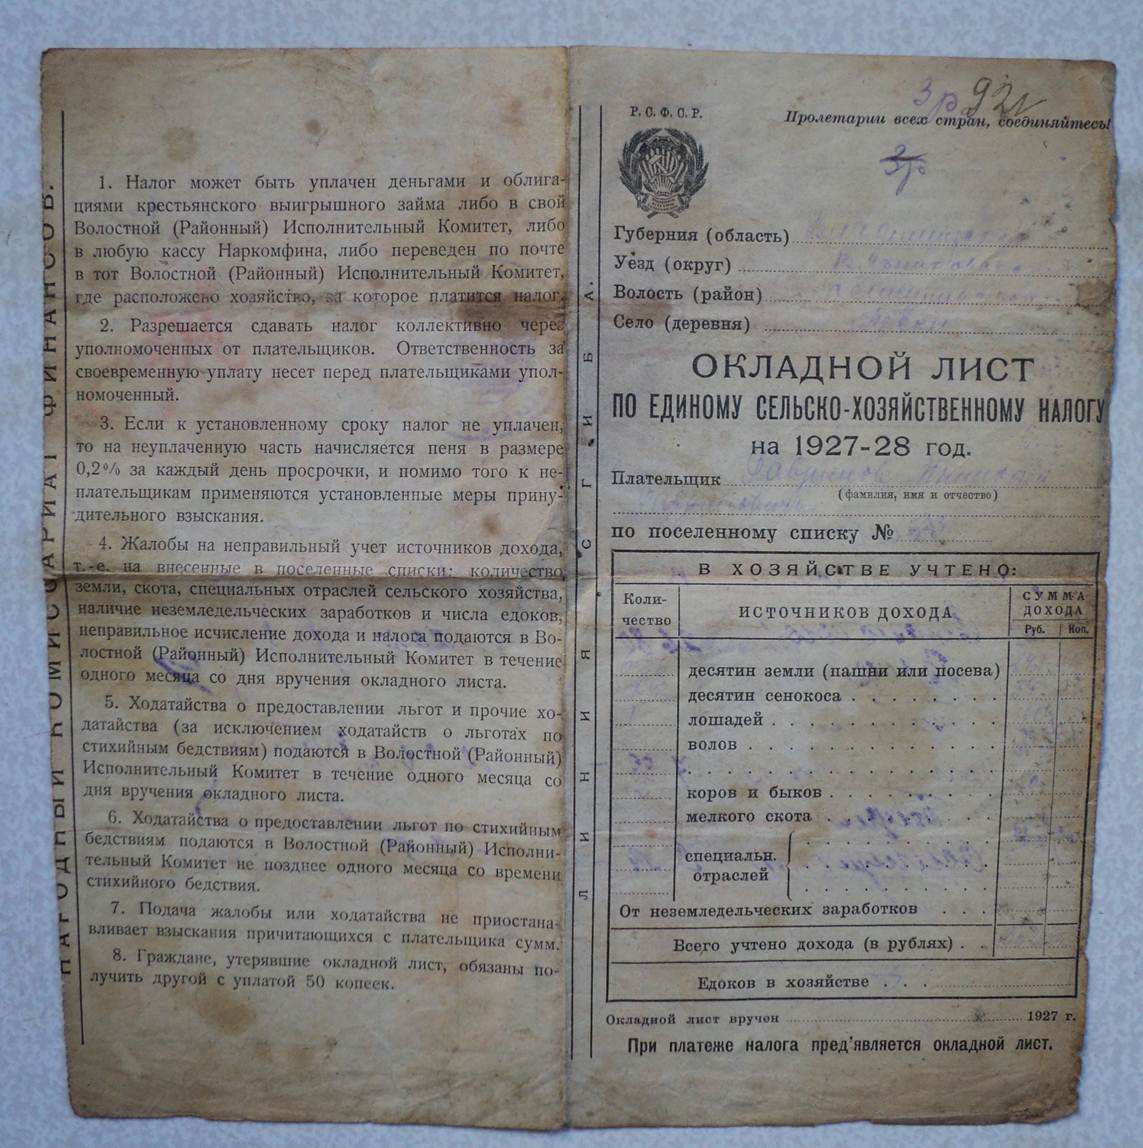 НАРОДНЫЙ КОМИССАРИАТ ФИНАНСОВ.
1. Налог может быть уплачен деньгами и облига-
циями крестьянского выигрышного займа либо в свой
Волостной (Районный) Исполнительный Комитет, либо
в любую кассу Наркомфина, либо переведен по почте
в тот Волостной (Районный) Исполнительный Комитет,
где расположено хозяйство, за которое платится налог.
2. Разрешается сдавать налог коллективно через
уполномоченных от плательщиков. Ответственность за
своевременную уплату несет перед плательщиками упол-
номоченный.
3. Если к установленному сроку налог не уплачен,
то на неуплаченную часть начисляется пеня в размере
0,2% за каждый день просрочки, и помимо того к не-
плательщикам применяются установленные меры прину-
дительного взыскания.
4. Жалобы на неправильный учет источников дохода,
т.-е. на внесенные в поселенные списки: количество
земли, скота, специальных отраслей сельского хозяйства,
наличие неземледельческих заработков и числа едоков,
неправильное исчисление дохода и налога подаются в Во-
лостной (Районный) Исполнительный Комитет в течение
одного месяца со дня вручения окладного листа.
5. Ходатайства о предоставлении льгот и прочие хо-
датайства (за исключением ходатайств о льготах по
стихийным бедствиям) подаются в Волостной (Районный)
Исполнительный Комитет в течение одного месяца со
дня вручения окладного листа.
6. Ходатайства о предоставлении льгот по стихийным
бедствиям подаются в Волостной (Районный) Исполни-
тельный Комитет не позднее одного месяца со времени
стихийного бедствия.
7. Подача жалобы или ходатайства не приостана-
вливает взыскания причитающихся с плательщика сумм.
8. Граждане, утерявшие окладной лист, обязаны по-
лучить другой с уплатой 50 копеек.
ЛИНИЯ СГИБА.
Р. С. Ф. С. Р.
3р 92
Пролетарии всех стран, соединяйтесь!
Губерния (область)
Уезд (округ)
Волость (район)
Село (деревня)
ОКЛАДНОЙ ЛИСТ
ПО ЕДИНОМУ СЕЛЬСКО-ХОЗЯЙСТВЕННОМУ НАЛОГУ
на 1927-28 год.
Плательщик
(фамилия, имя и отчество)
по поселенному списку №
В ХОЗЯЙСТВЕ УЧТЕНО:
Коли-
чество
ИСТОЧНИКОВ ДОХОДА
СУММА
ДОХОДА
Руб. Коп.
десятин земли (пашни или посева)
десятин сенокоса
лошадей
волов
коров и быков
мелкого скота
специальн.
отраслей
От неземледельческих заработков
Всего учтено дохода (в рублях)
Едоков в хозяйстве
Окладной лист вручен 1927 г.
При платеже налога пред'является окладной лист.